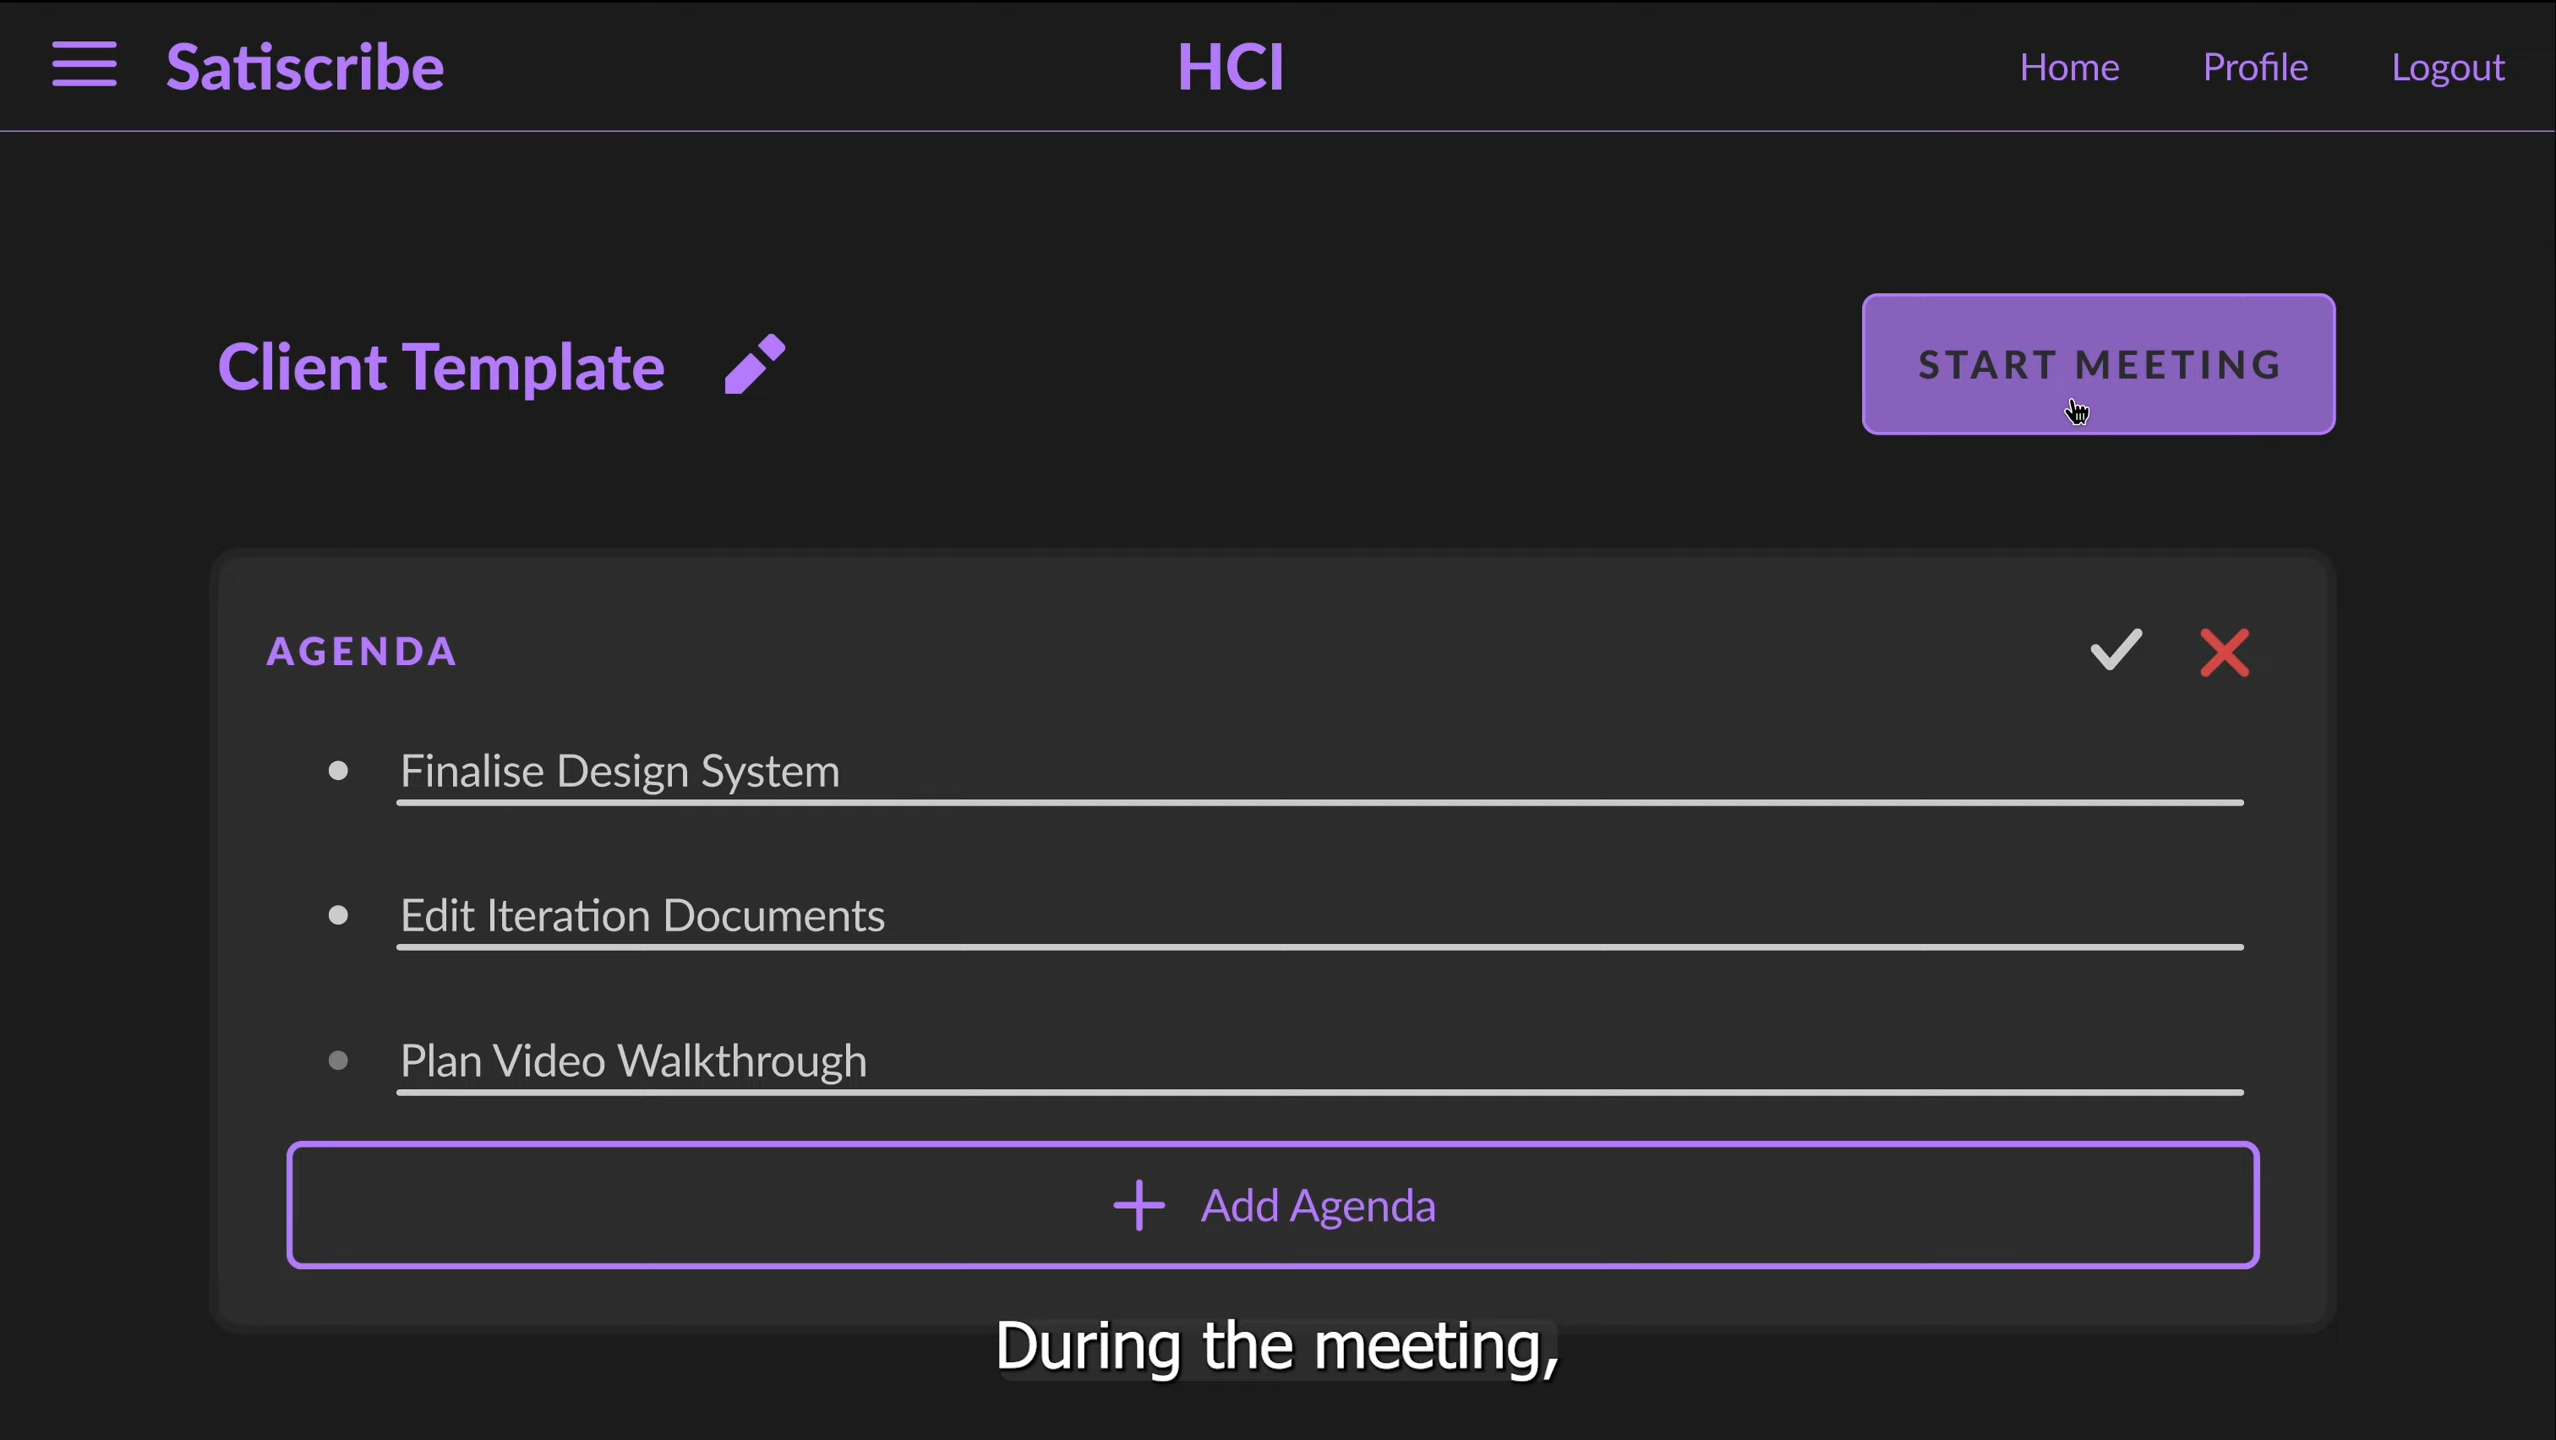 Satiscribe
HCI
Home
Profile
Logout
Client Template
START MEETING
AGENDA
Finalise Design System
Edit Iteration Documents
Plan Video Walkthrough
Add Agenda
During the meeting,